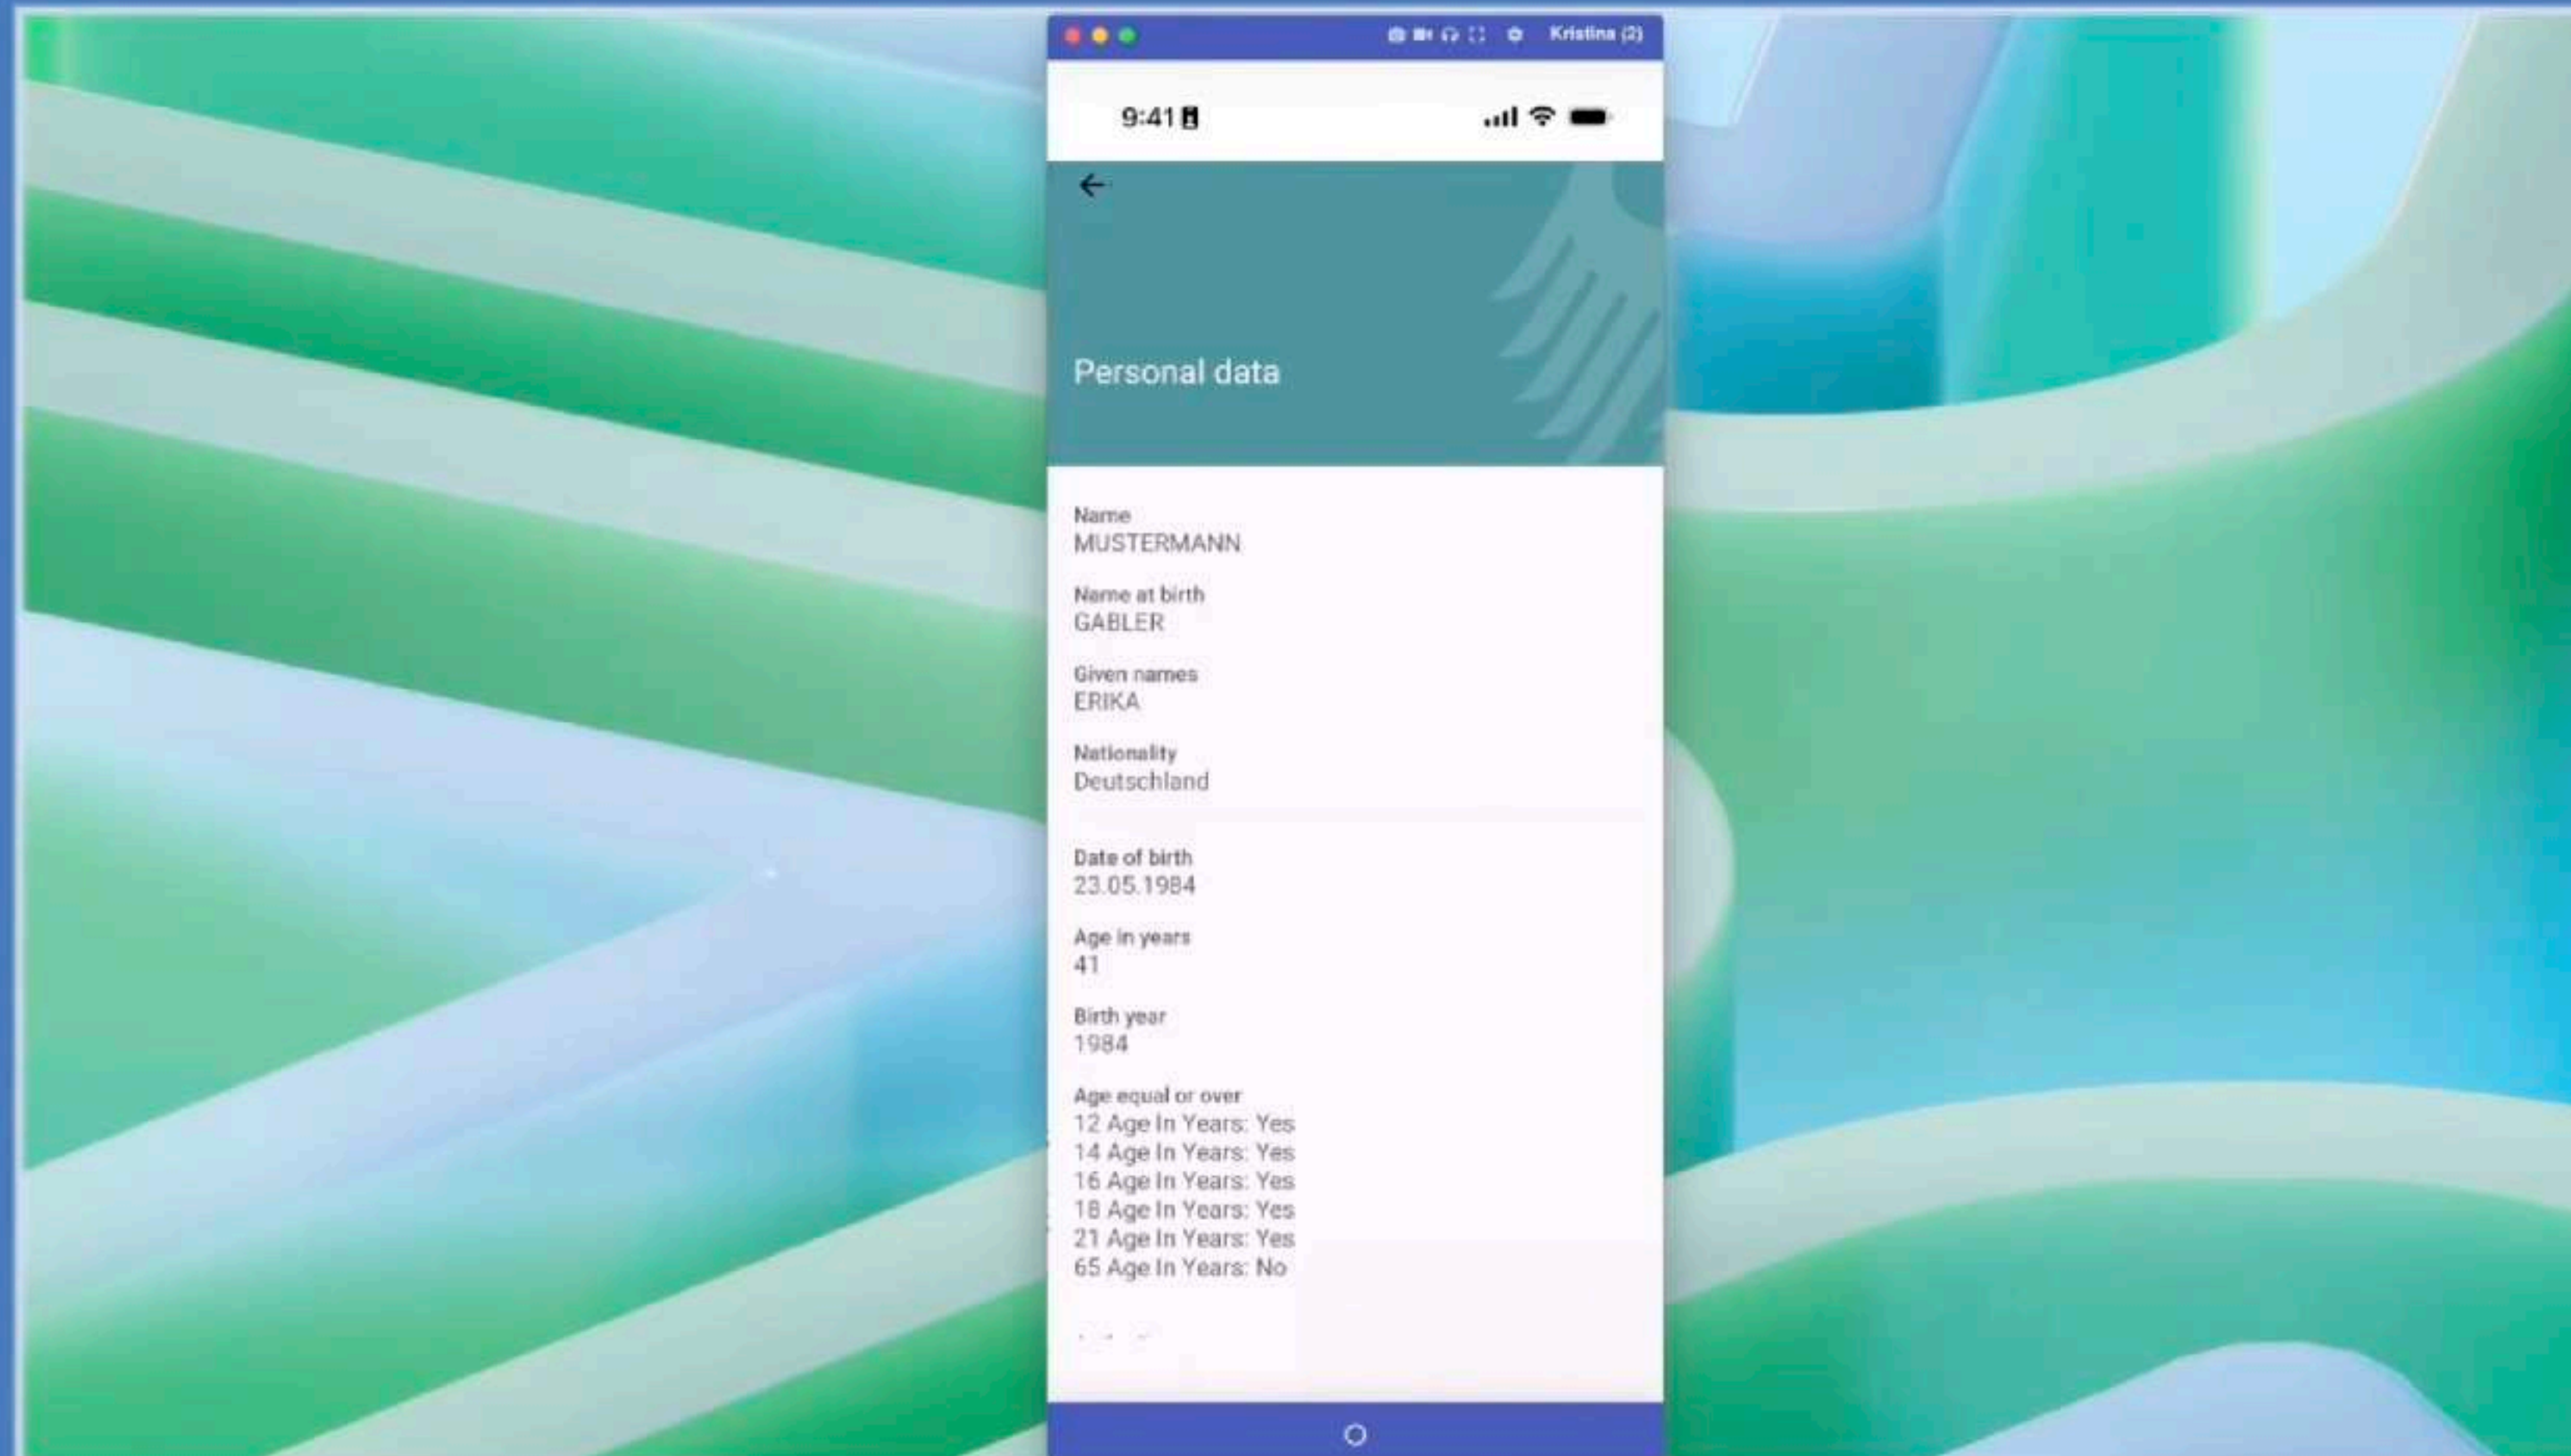 Kristina (2)
9:41
Personal data
Name
MUSTERMANN
Name at birth
GABLER
Given names
ERIKA
Nationality
Deutschland
Date of birth
23.05.1984
Age in years
41
Birth year
1984
Age equal or over
12 Age In Years: Yes
14 Age In Years: Yes
16 Age In Years: Yes
18 Age In Years: Yes
21 Age In Years: Yes
65 Age In Years: No